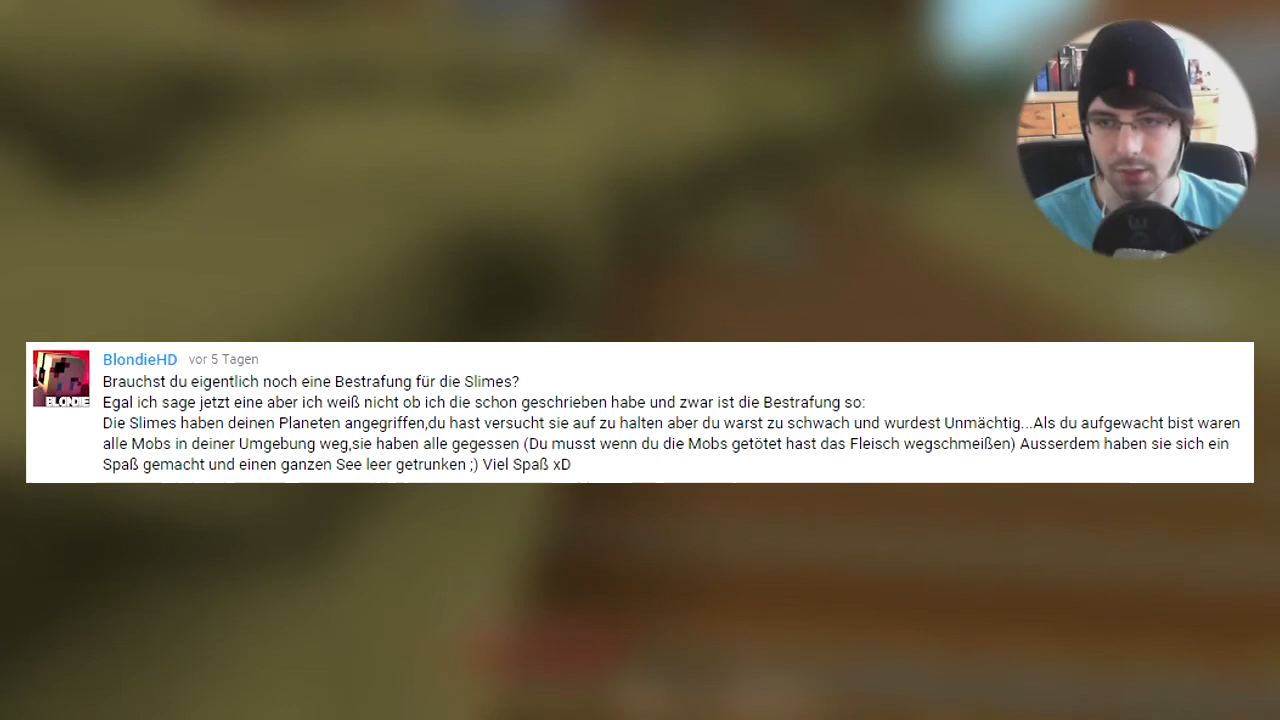 BlondieHD vor 5 Tagen
Brauchst du eigentlich noch eine Bestrafung für die Slimes?
Egal ich sage jetzt eine aber ich weiß nicht ob ich die schon geschrieben habe und zwar ist die Bestrafung so:
Die Slimes haben deinen Planeten angegriffen,du hast versucht sie auf zu halten aber du warst zu schwach und wurdest Unmächtig...Als du aufgewacht bist waren
alle Mobs in deiner Umgebung weg,sie haben alle gegessen (Du musst wenn du die Mobs getötet hast das Fleisch wegschmeißen) Ausserdem haben sie sich ein
Spaß gemacht und einen ganzen See leer getrunken ;) Viel Spaß xD
BLONDIE